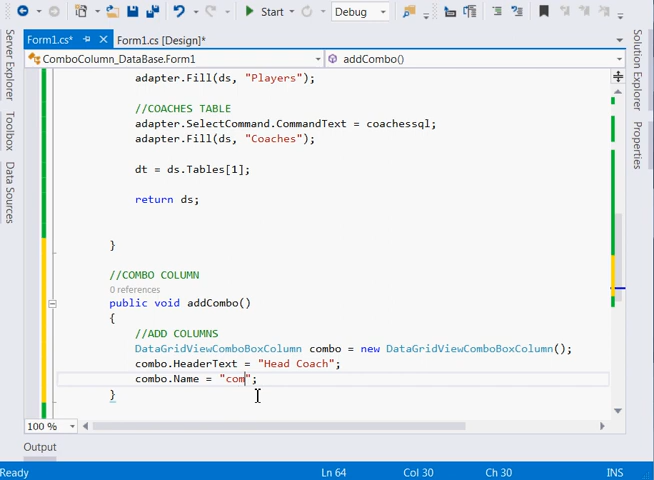 Start
Debug
Form1.cs*
Form1.cs [Design]*
ComboColumn_DataBase.Form1
addCombo()
Server Explorer
Toolbox
Data Sources
Solution Explorer
Properties
adapter.Fill(ds, "Players");
//COACHES TABLE
adapter.SelectCommand.CommandText = coachessql;
adapter.Fill(ds, "Coaches");
dt = ds.Tables[1];
return ds;
}
//COMBO COLUMN
0 references
public void addCombo()
{
//ADD COLUMNS
DataGridViewComboBoxColumn combo = new DataGridViewComboBoxColumn();
combo.HeaderText = "Head Coach";
combo.Name = "com";
}
100 %
Output
Ready
Ln 64
Col 30
Ch 30
INS